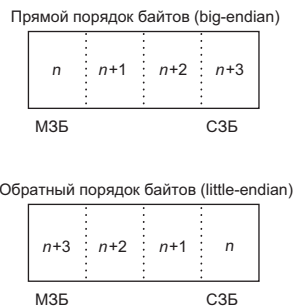 Прямой порядок байтов (big-endian)
n n+1 n+2 n+3
МЗБ СЗБ
Обратный порядок байтов (little-endian)
n+3 n+2 n+1 n
МЗБ СЗБ